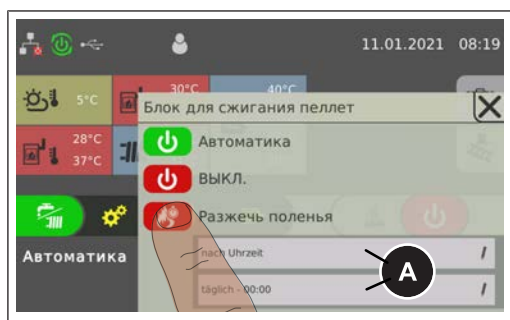 11.01.2021 08:19
5°C
30°C
40°C
Блок для сжигания пеллет
28°C
37°C
Автоматика
ВЫКЛ.
Разжечь поленья
Автоматика
nach Uhrzeit
täglich - 00:00
A